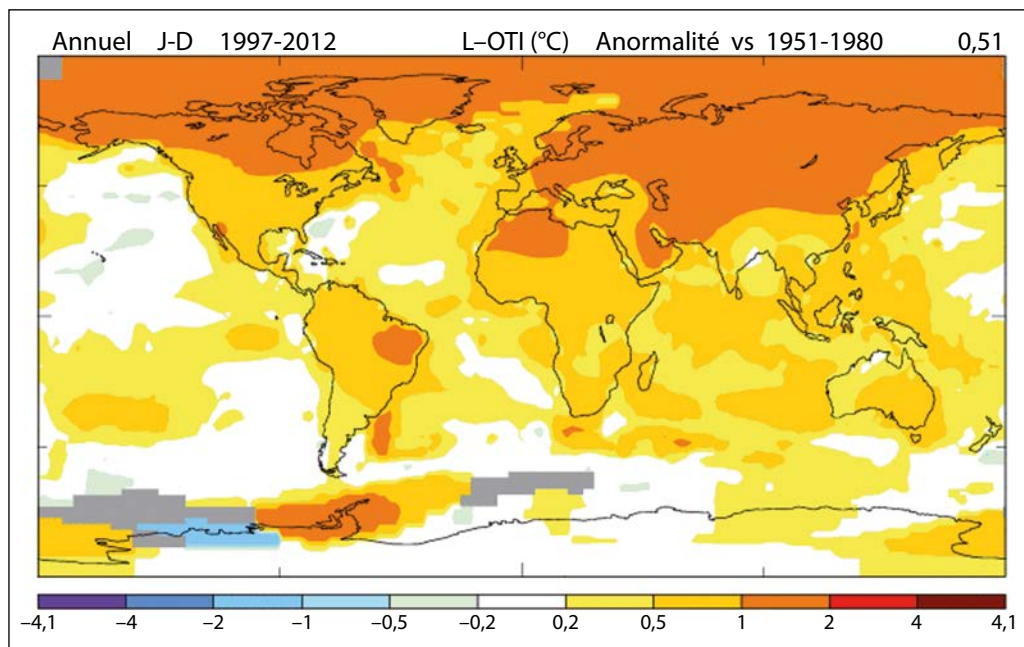 Annuel J-D 1997-2012 L–OTI (°C) Anormalité vs 1951-1980 0,51
–4,1 –4 –2 –1 –0,5 –0,2 0,2 0,5 1 2 4 4,1